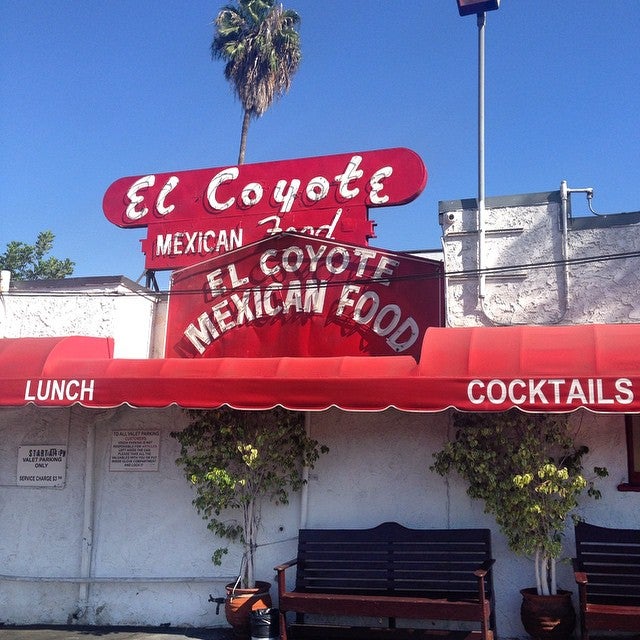 El Coyote
MEXICAN Food
EL COYOTE
MEXICAN FOOD
LUNCH
COCKTAILS
VALET PARKING
ONLY
SERVICE CHARGE
TO ALL VALET PARKING
CUSTOMERS